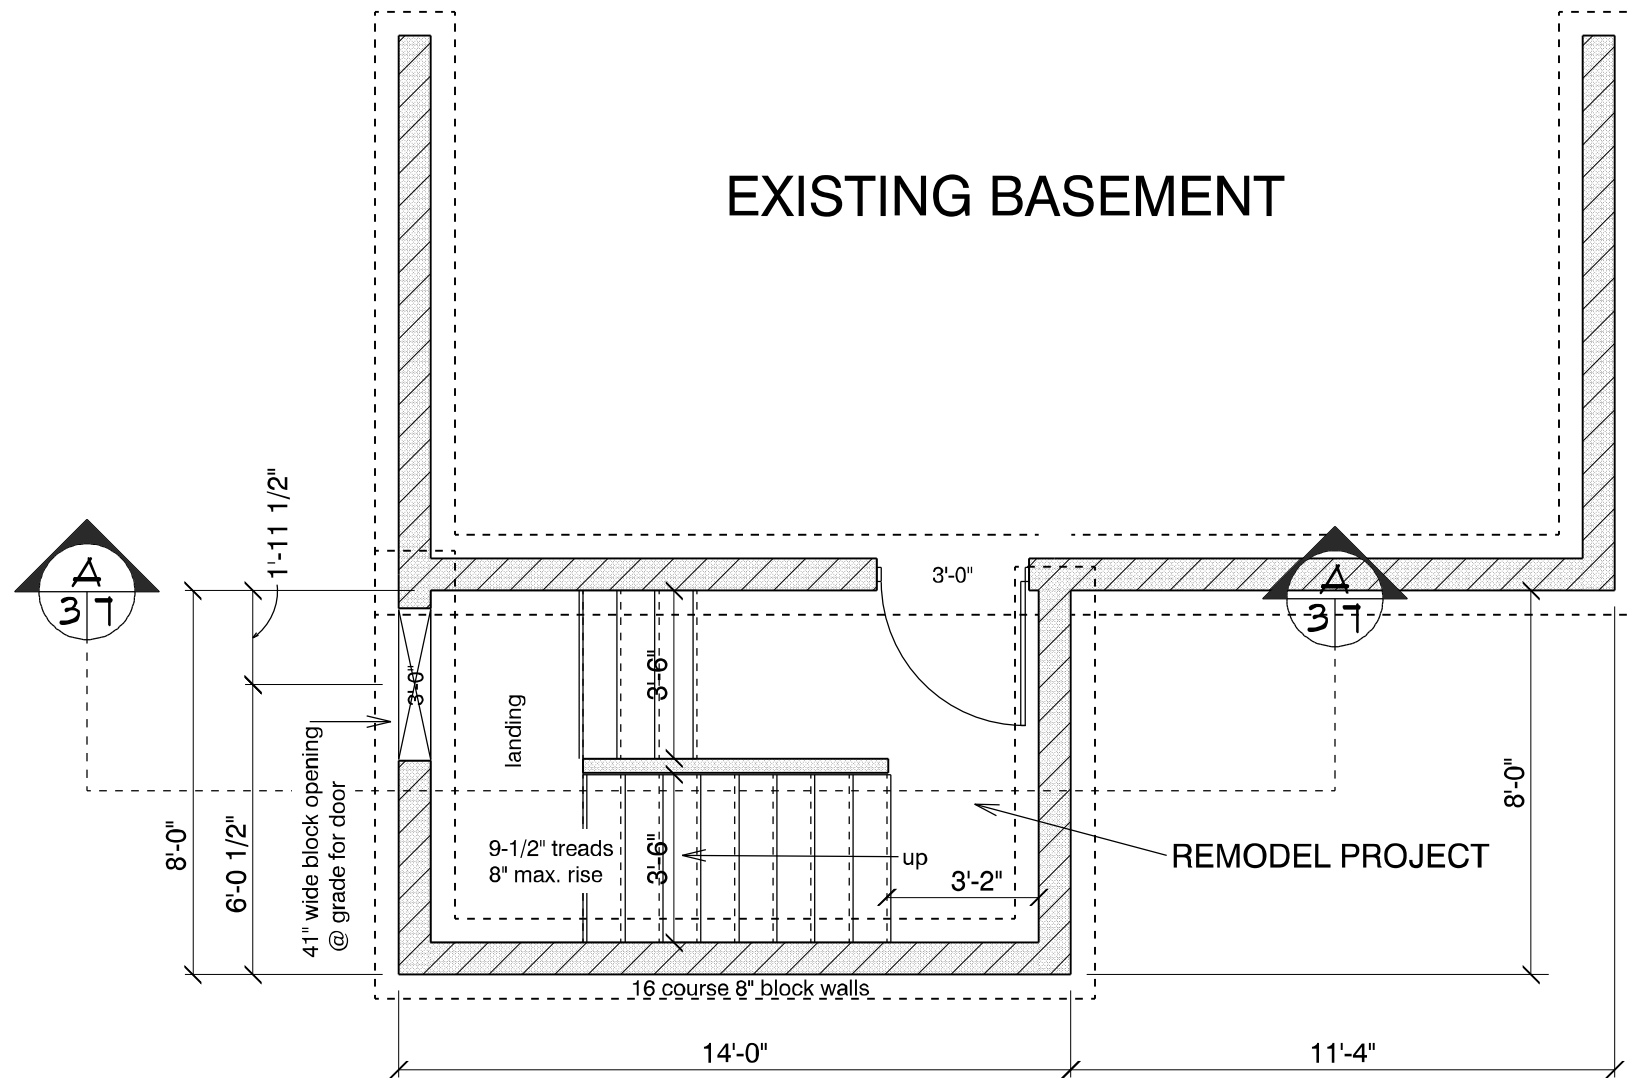 EXISTING BASEMENT
1'-11 1/2"
A
3 7
3'-0"
A
3 7
3'-0"
3'-6"
landing
41" wide block opening
@ grade for door
8'-0"
6'-0 1/2"
8'-0"
9-1/2" treads
8" max. rise
3'-6"
up
3'-2"
REMODEL PROJECT
16 course 8" block walls
14'-0"
11'-4"